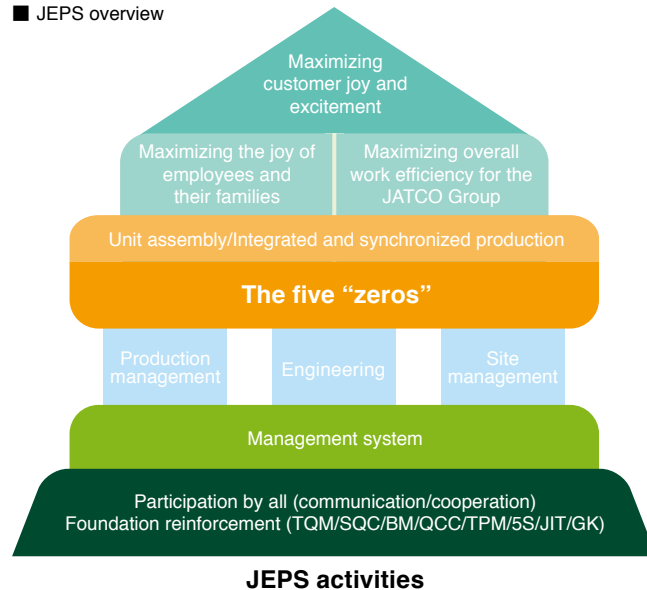 ■ JEPS overview
Maximizing
customer joy and
excitement
Maximizing the joy of
employees and
their families
Maximizing overall
work efficiency for the
JATCO Group
Unit assembly/Integrated and synchronized production
The five “zeros”
Production
management
Engineering
Site
management
Management system
Participation by all (communication/cooperation)
Foundation reinforcement (TQM/SQC/BM/QCC/TPM/5S/JIT/GK)
JEPS activities